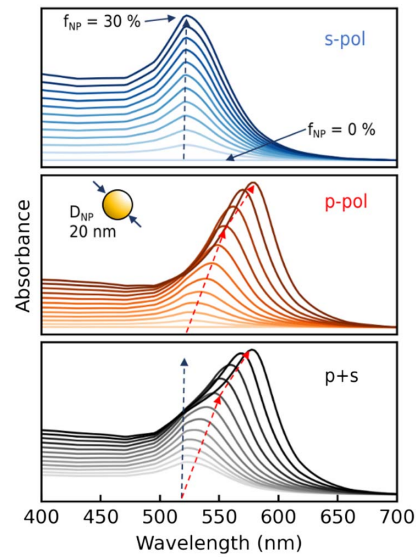 f_NP = 30 %
s-pol
f_NP = 0 %
p-pol
D_NP
20 nm
Absorbance
p+s
400 450 500 550 600 650 700
Wavelength (nm)